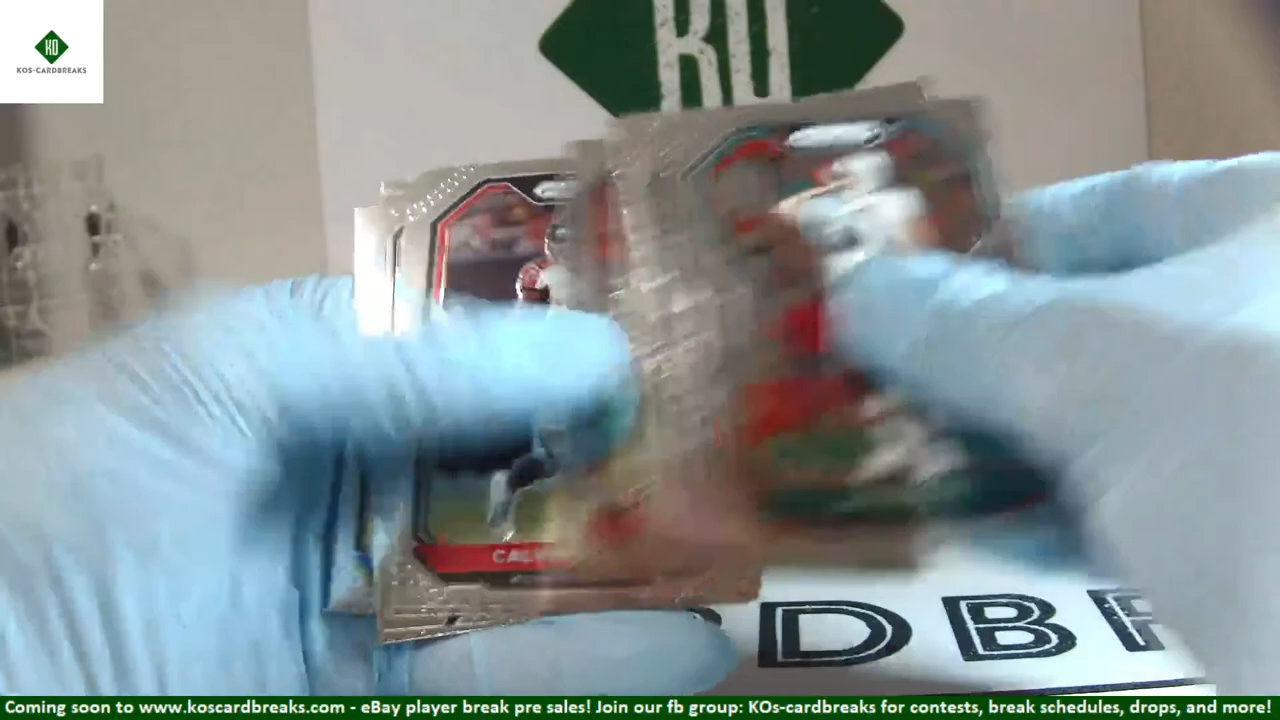 KO
KOS-CARDBREAKS
KO
CAL
DBR
Coming soon to www.koscardbreaks.com - eBay player break pre sales! Join our fb group: KOs-cardbreaks for contests, break schedules, drops, and more!